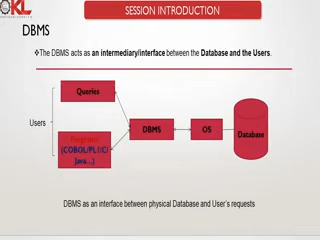 KL
SESSION INTRODUCTION
DBMS
❖The DBMS acts as an intermediary/interface between the Database and the Users.
Queries
Users
DBMS
OS
Database
Programs
(COBOL/PL I/C/
Java...)
DBMS as an interface between physical Database and User's requests